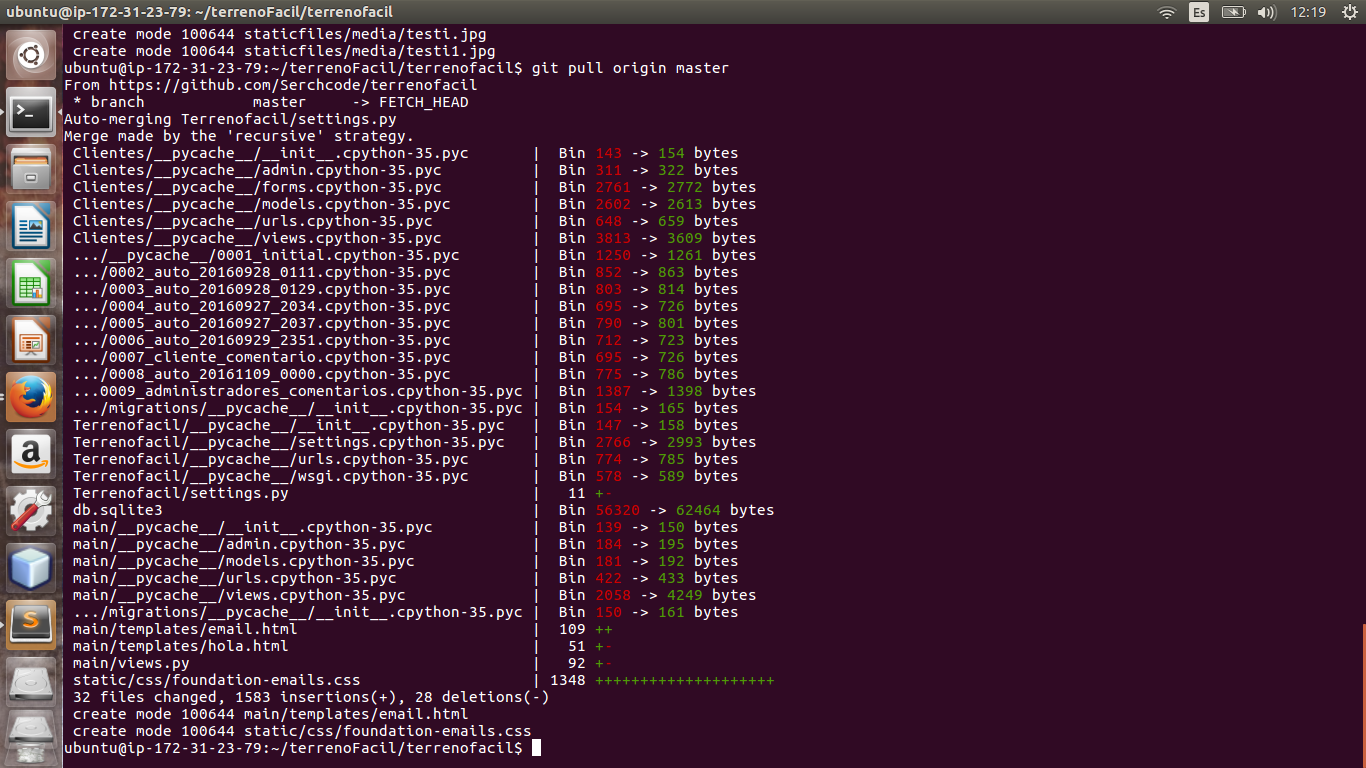 ubuntu@ip-172-31-23-79: ~/terrenoFacil/terrenofacil
Es
12:19
 create mode 100644 staticfiles/media/testi.jpg
 create mode 100644 staticfiles/media/testi1.jpg
ubuntu@ip-172-31-23-79:~/terrenoFacil/terrenofacil$ git pull origin master
From https://github.com/Serchcode/terrenofacil
 * branch            master     -> FETCH_HEAD
Auto-merging Terrenofacil/settings.py
Merge made by the 'recursive' strategy.
 Clientes/__pycache__/__init__.cpython-35.pyc       |  Bin 143 -> 154 bytes
 Clientes/__pycache__/admin.cpython-35.pyc          |  Bin 311 -> 322 bytes
 Clientes/__pycache__/forms.cpython-35.pyc          |  Bin 2761 -> 2772 bytes
 Clientes/__pycache__/models.cpython-35.pyc         |  Bin 2602 -> 2613 bytes
 Clientes/__pycache__/urls.cpython-35.pyc           |  Bin 648 -> 659 bytes
 Clientes/__pycache__/views.cpython-35.pyc          |  Bin 3813 -> 3609 bytes
 .../__pycache__/0001_initial.cpython-35.pyc        |  Bin 1250 -> 1261 bytes
 .../0002_auto_20160928_0111.cpython-35.pyc         |  Bin 852 -> 863 bytes
 .../0003_auto_20160928_0129.cpython-35.pyc         |  Bin 803 -> 814 bytes
 .../0004_auto_20160927_2034.cpython-35.pyc         |  Bin 695 -> 726 bytes
 .../0005_auto_20160927_2037.cpython-35.pyc         |  Bin 790 -> 801 bytes
 .../0006_auto_20160929_2351.cpython-35.pyc         |  Bin 712 -> 723 bytes
 .../0007_cliente_comentario.cpython-35.pyc         |  Bin 695 -> 726 bytes
 .../0008_auto_20161109_0000.cpython-35.pyc         |  Bin 775 -> 786 bytes
 ...0009_administradores_comentarios.cpython-35.pyc |  Bin 1387 -> 1398 bytes
 .../migrations/__pycache__/__init__.cpython-35.pyc |  Bin 154 -> 165 bytes
 Terrenofacil/__pycache__/__init__.cpython-35.pyc   |  Bin 147 -> 158 bytes
 Terrenofacil/__pycache__/settings.cpython-35.pyc   |  Bin 2766 -> 2993 bytes
 Terrenofacil/__pycache__/urls.cpython-35.pyc       |  Bin 774 -> 785 bytes
 Terrenofacil/__pycache__/wsgi.cpython-35.pyc       |  Bin 578 -> 589 bytes
 Terrenofacil/settings.py                           |   11 +-
 db.sqlite3                                         |  Bin 56320 -> 62464 bytes
 main/__pycache__/__init__.cpython-35.pyc           |  Bin 139 -> 150 bytes
 main/__pycache__/admin.cpython-35.pyc              |  Bin 184 -> 195 bytes
 main/__pycache__/models.cpython-35.pyc             |  Bin 181 -> 192 bytes
 main/__pycache__/urls.cpython-35.pyc               |  Bin 422 -> 433 bytes
 main/__pycache__/views.cpython-35.pyc              |  Bin 2058 -> 4249 bytes
 .../migrations/__pycache__/__init__.cpython-35.pyc |  Bin 150 -> 161 bytes
 main/templates/email.html                          |  109 ++
 main/templates/hola.html                           |   51 +-
 main/views.py                                      |   92 +-
 static/css/foundation-emails.css                   | 1348 ++++++++++++++++++++
 32 files changed, 1583 insertions(+), 28 deletions(-)
 create mode 100644 main/templates/email.html
 create mode 100644 static/css/foundation-emails.css
ubuntu@ip-172-31-23-79:~/terrenoFacil/terrenofacil$